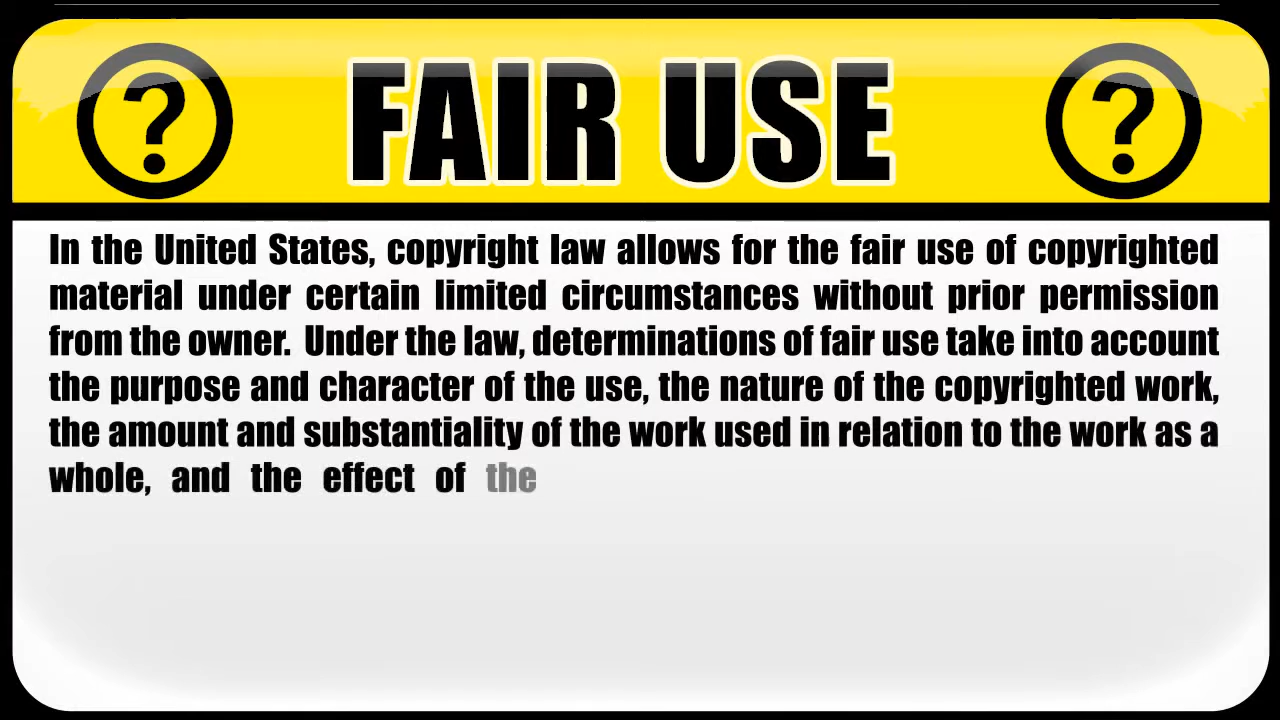 FAIR USE
In the United States, copyright law allows for the fair use of copyrighted
material under certain limited circumstances without prior permission
from the owner. Under the law, determinations of fair use take into account
the purpose and character of the use, the nature of the copyrighted work,
the amount and substantiality of the work used in relation to the work as a
whole, and the effect of the